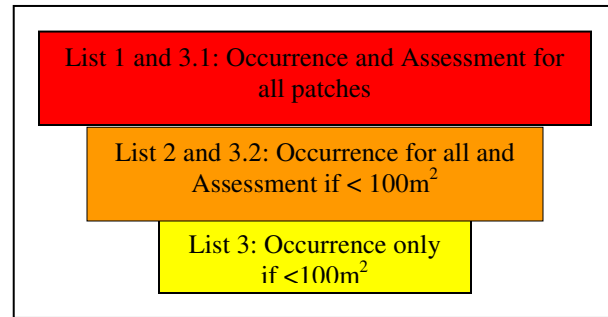 List 1 and 3.1: Occurrence and Assessment for
all patches
List 2 and 3.2: Occurrence for all and
Assessment if < 100m²
List 3: Occurrence only
if <100m²